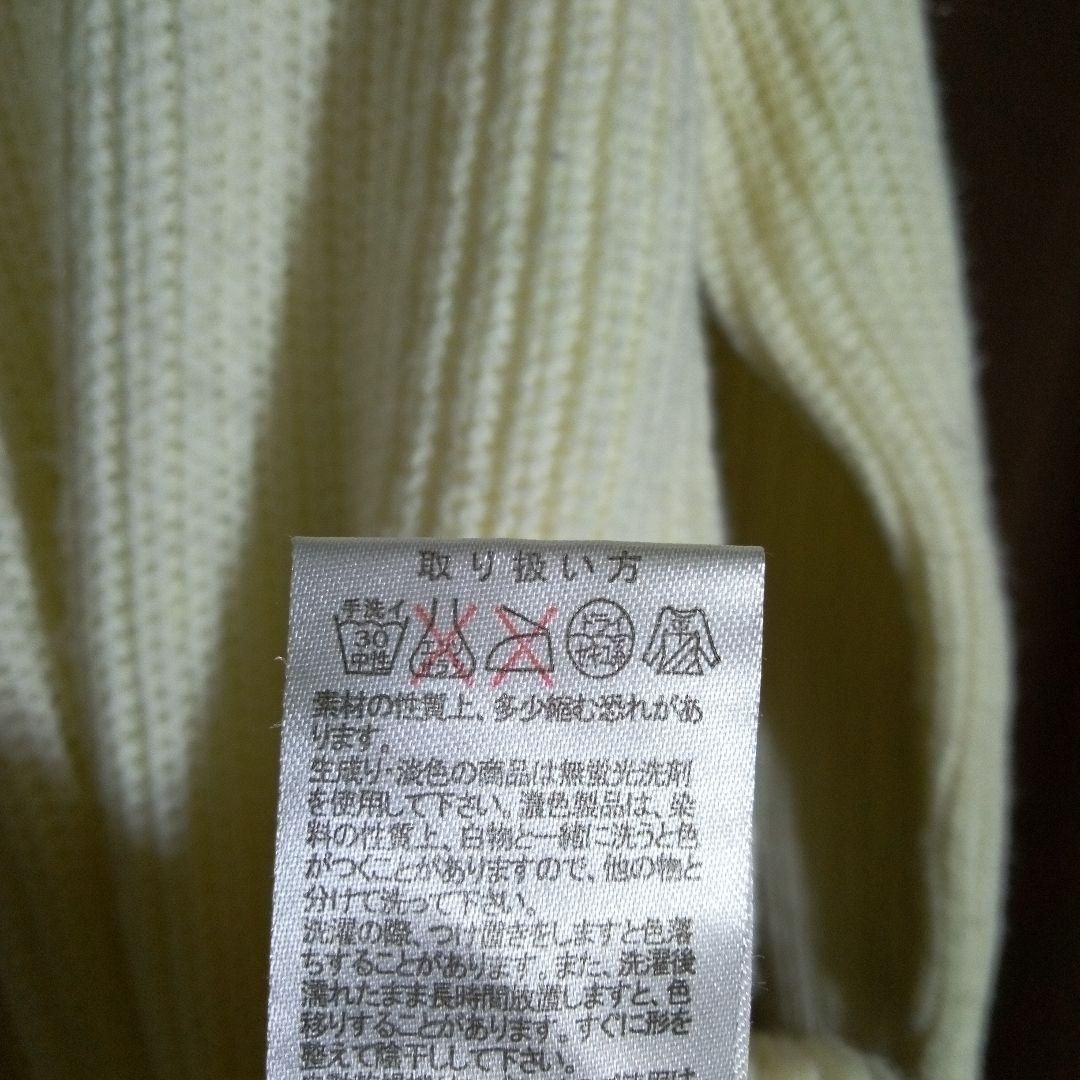 取り扱い方
手洗イ
30
中性
素材の性質上、多少縮む恐れがあ
ります。
生成り・淡色の商品は無蛍光洗剤
を使用して下さい。濃色製品は、染
料の性質上、白物と一緒に洗うと色
がつくことがありますので、他の物と
分けて洗って下さい。
洗濯の際、つけ置きをしますと色落
ちすることがあります。また、洗濯後
濡れたまま長時間放置しますと、色
移りすることがあります。すぐに形を
整えて陰干しして下さい。